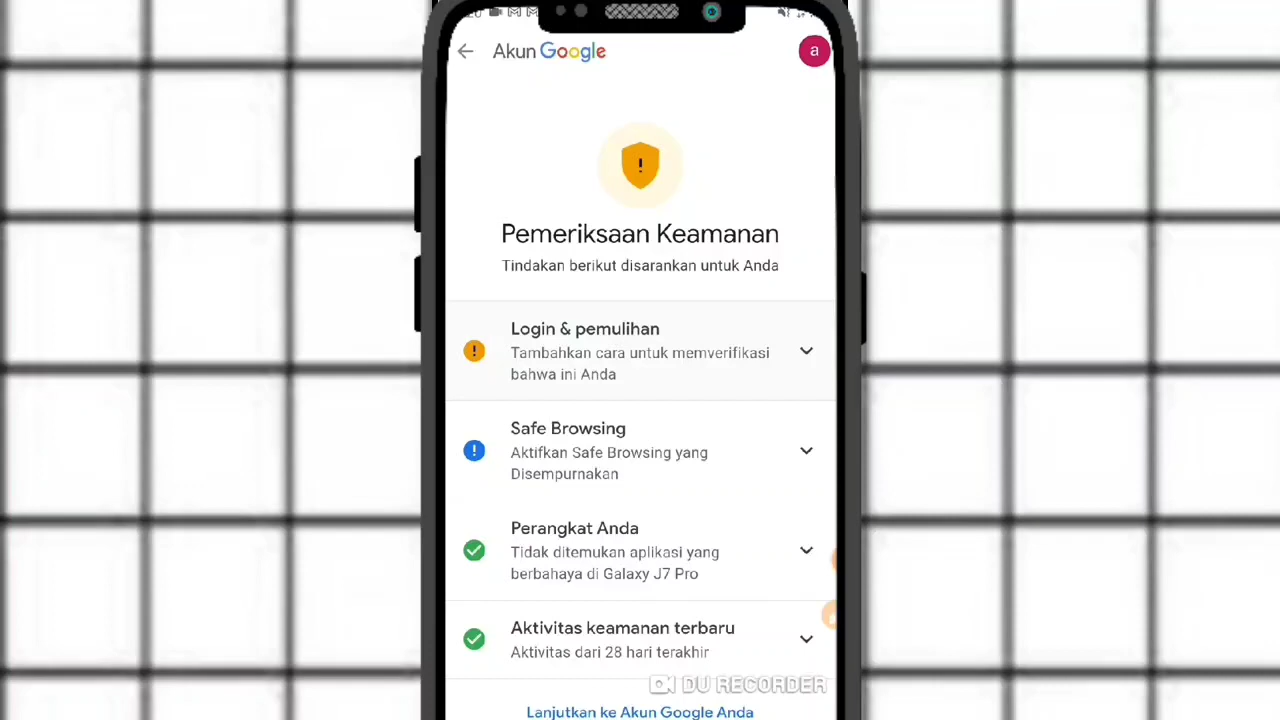 Akun Google
a
Pemeriksaan Keamanan
Tindakan berikut disarankan untuk Anda
Login & pemulihan
Tambahkan cara untuk memverifikasi
bahwa ini Anda
Safe Browsing
Aktifkan Safe Browsing yang
Disempurnakan
Perangkat Anda
Tidak ditemukan aplikasi yang
berbahaya di Galaxy J7 Pro
Aktivitas keamanan terbaru
Aktivitas dari 28 hari terakhir
DU RECORDER
Lanjutkan ke Akun Google Anda